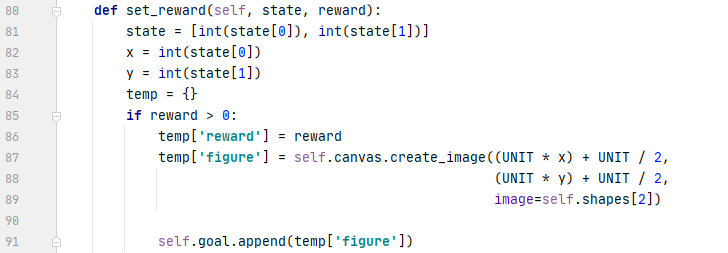 80 def set_reward(self, state, reward):
81 state = [int(state[0]), int(state[1])]
82 x = int(state[0])
83 y = int(state[1])
84 temp = {}
85 if reward > 0:
86 temp['reward'] = reward
87 temp['figure'] = self.canvas.create_image((UNIT * x) + UNIT / 2,
88 (UNIT * y) + UNIT / 2,
89 image=self.shapes[2])
90
91 self.goal.append(temp['figure'])